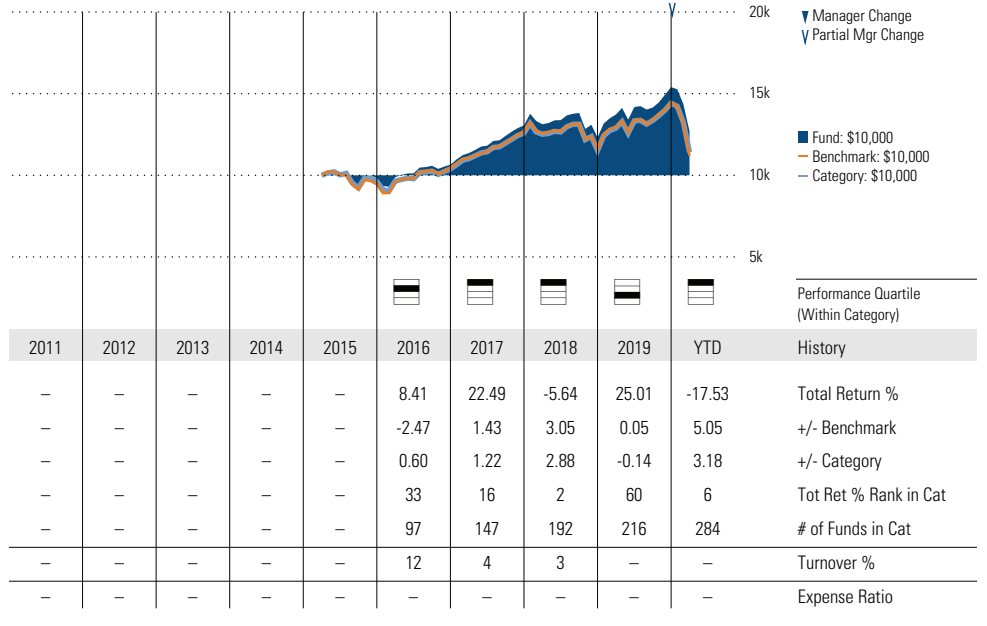 20k
▼ Manager Change
∨ Partial Mgr Change
15k
Fund: $10,000
Benchmark: $10,000
Category: $10,000
10k
5k
Performance Quartile
(Within Category)
2011 2012 2013 2014 2015 2016 2017 2018 2019 YTD History
– – – – – 8.41 22.49 -5.64 25.01 -17.53 Total Return %
– – – – – -2.47 1.43 3.05 0.05 5.05 +/- Benchmark
– – – – – 0.60 1.22 2.88 -0.14 3.18 +/- Category
– – – – – 33 16 2 60 6 Tot Ret % Rank in Cat
– – – – – 97 147 192 216 284 # of Funds in Cat
– – – – – 12 4 3 – – Turnover %
– – – – – – – – – – Expense Ratio